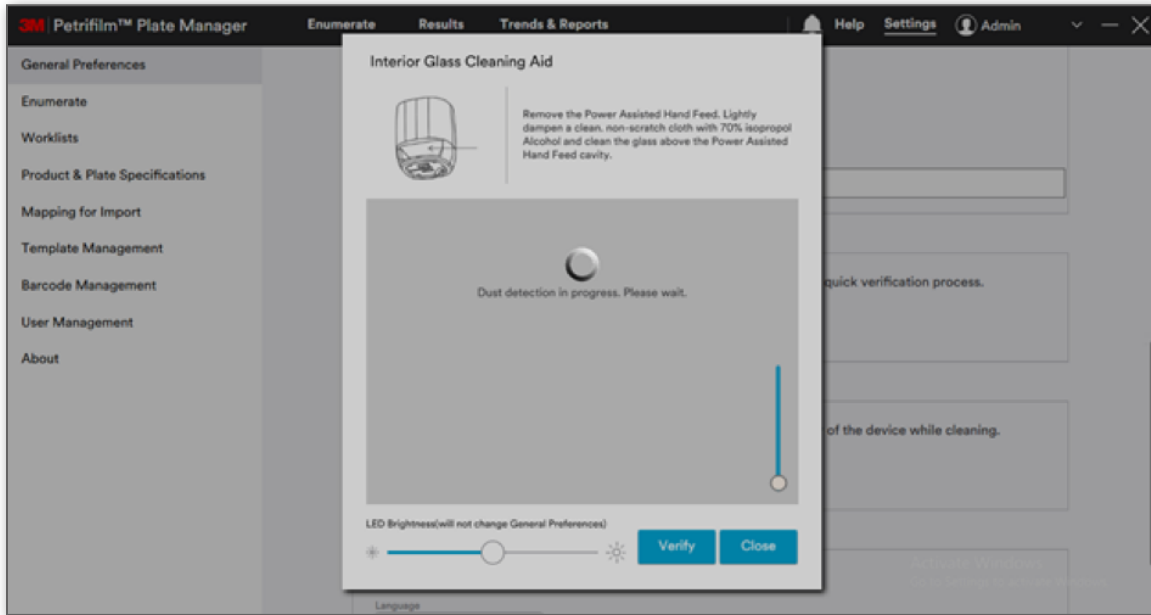 3M Petrifilm™ Plate Manager
Enumerate
Results
Trends & Reports
Help
Settings
Admin
General Preferences
Enumerate
Worklists
Product & Plate Specifications
Mapping for Import
Template Management
Barcode Management
User Management
About
Interior Glass Cleaning Aid
Remove the Power Assisted Hand Feed. Lightly
dampen a clean, non-scratch cloth with 70% isopropol
Alcohol and clean the glass above the Power Assisted
Hand Feed cavity.
Dust detection in progress. Please wait.
quick verification process.
of the device while cleaning.
LED Brightness(will not change General Preferences)
Verify
Close
Activate Windows
Language